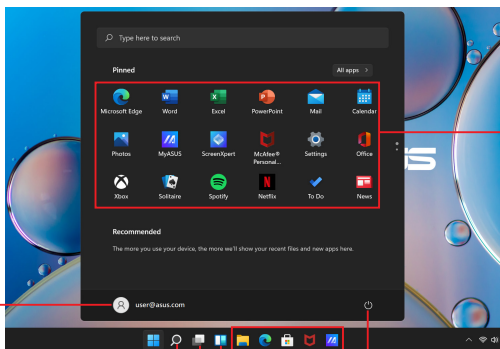 Type here to search
Pinned
All apps >
Microsoft Edge
Word
Excel
PowerPoint
Mail
Calendar
Photos
MyASUS
ScreenXpert
McAfee®
Personal...
Settings
Office
Xbox
Solitaire
Spotify
Netflix
To Do
News
Recommended
The more you use your device, the more we'll show your recent files and new apps here.
user@asus.com